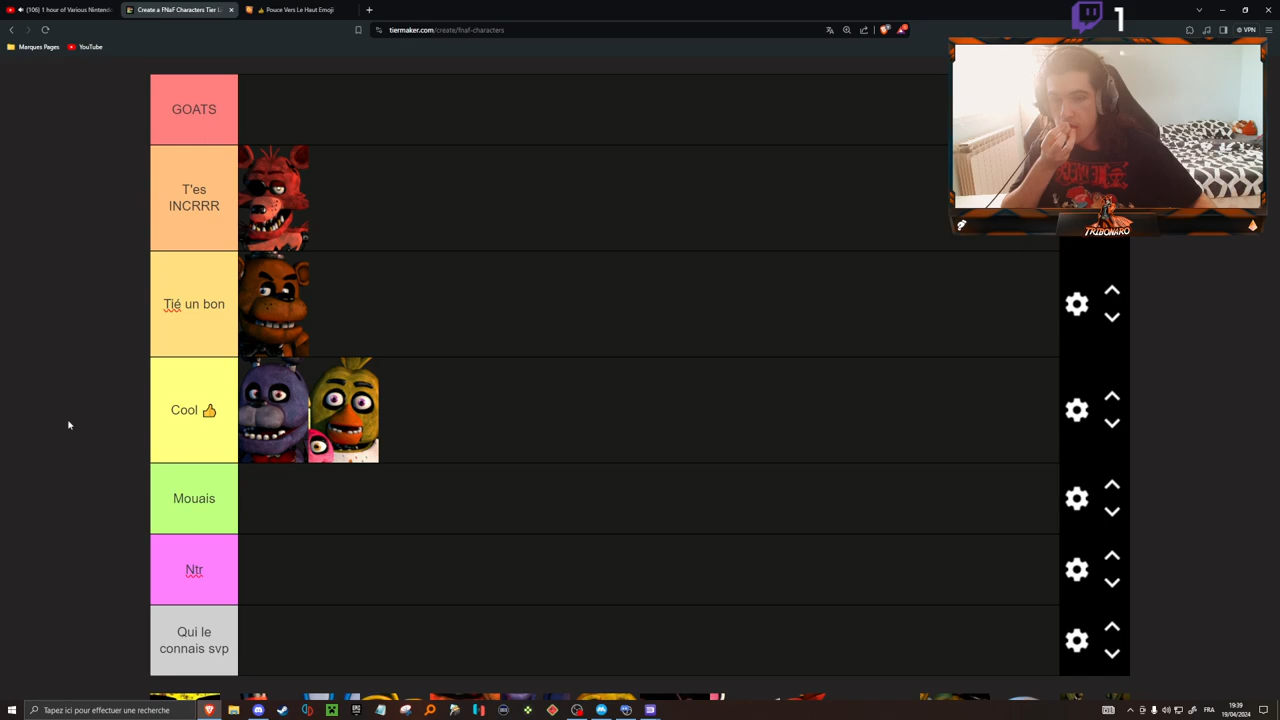 (106) 1 hour of Various Nintend
Create a FNaF Characters Tier L
👍 Pouce Vers Le Haut Emoji
1
tiermaker.com/create/fnaf-characters
VPN
Marques Pages
YouTube
GOATS
T'es
INCRRR
Tié un bon
Cool 👍
Mouais
Ntr
Qui le
connais svp
TRIBONARO
Tapez ici pour effectuer une recherche
FRA
19:39
19/04/2024